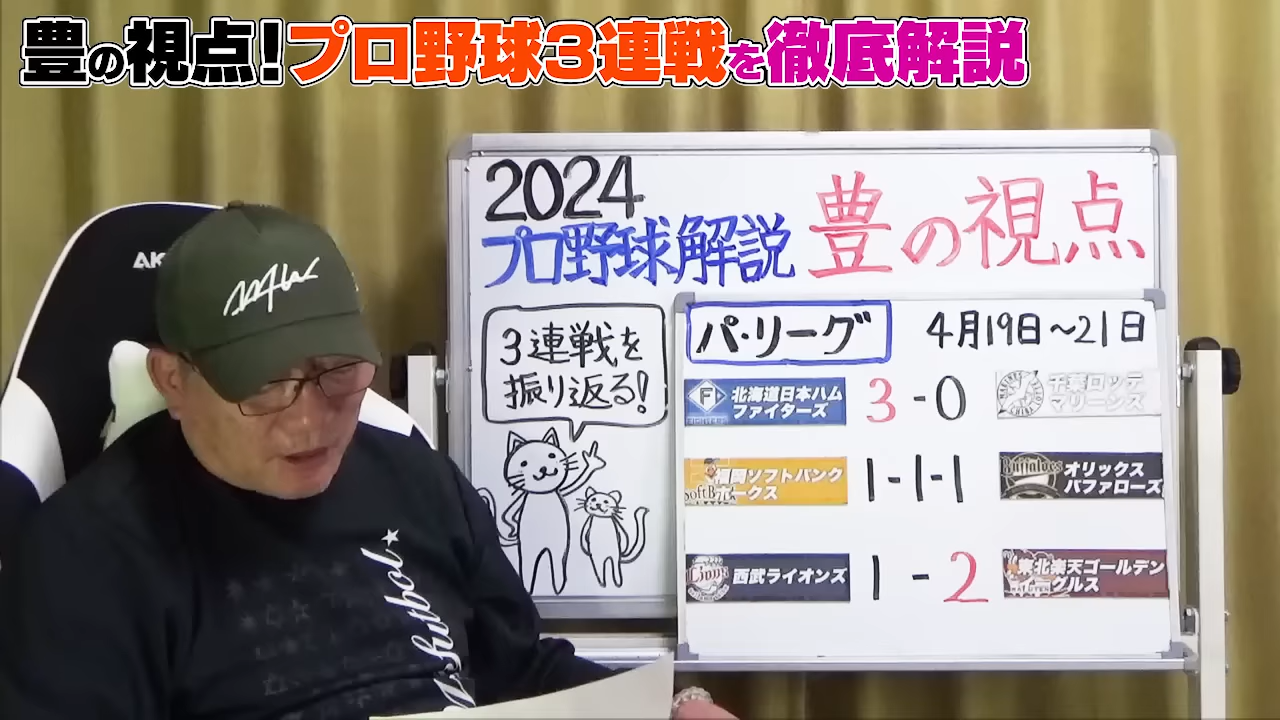 豊の視点！プロ野球3連戦を徹底解説
2024
プロ野球解説 豊の視点
3連戦を
振り返る！
パ・リーグ 4月19日〜21日
北海道日本ハム
ファイターズ
3-0
千葉ロッテ
マリーンズ
福岡ソフトバンク
ークス
1-1-1
Buffaloes
オリックス
バファローズ
Lions
西武ライオンズ
1-2
東北楽天ゴールデン
イーグルス
AK